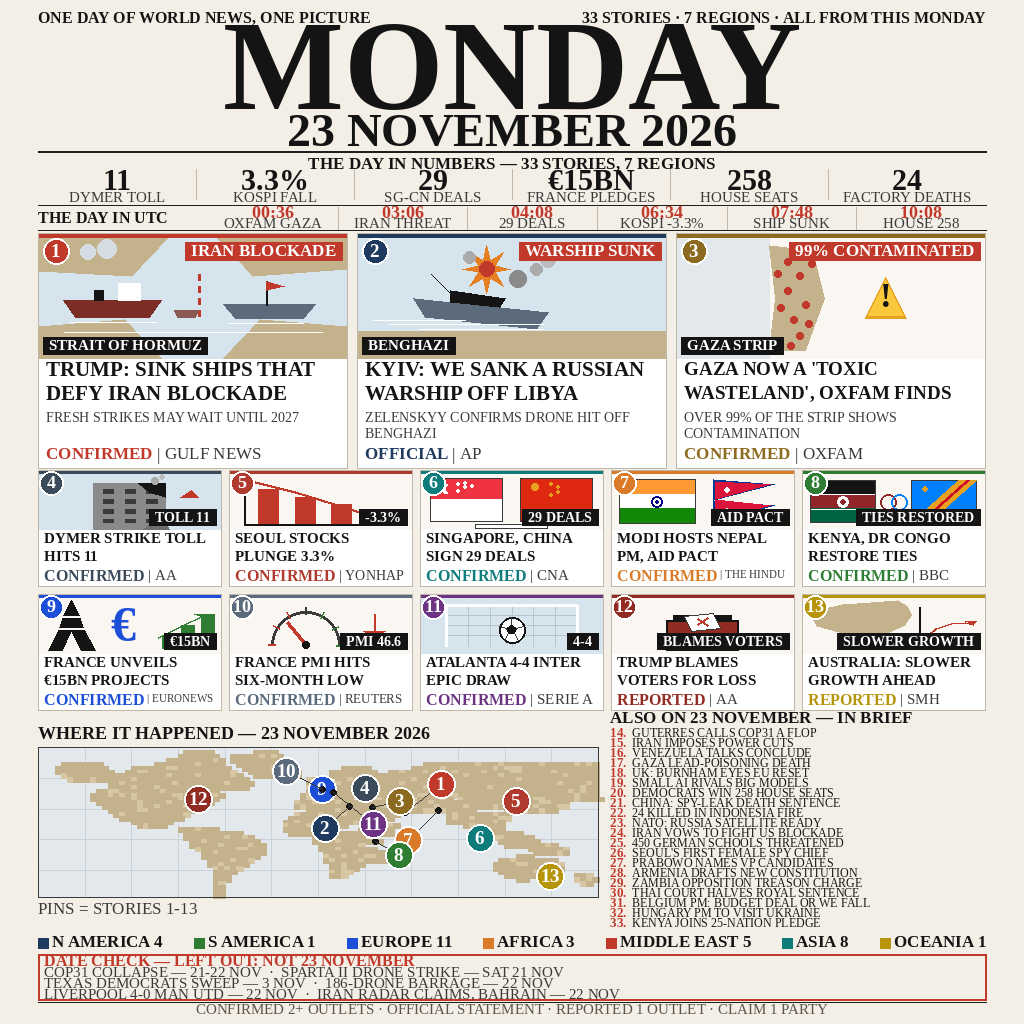 ONE DAY OF WORLD NEWS, ONE PICTURE
33 STORIES · 7 REGIONS · ALL FROM THIS MONDAY
MONDAY
23 NOVEMBER 2026
THE DAY IN NUMBERS — 33 STORIES, 7 REGIONS
11 3.3% 29 €15BN 258 24
DYMER TOLL KOSPI FALL SG-CN DEALS FRANCE PLEDGES HOUSE SEATS FACTORY DEATHS
THE DAY IN UTC
00:36 03:06 04:08 06:34 07:48 10:08
OXFAM GAZA IRAN THREAT 29 DEALS KOSPI -3.3% SHIP SUNK HOUSE 258
1
IRAN BLOCKADE
STRAIT OF HORMUZ
TRUMP: SINK SHIPS THAT
DEFY IRAN BLOCKADE
FRESH STRIKES MAY WAIT UNTIL 2027
CONFIRMED | GULF NEWS
2
WARSHIP SUNK
BENGHAZI
KYIV: WE SANK A RUSSIAN
WARSHIP OFF LIBYA
ZELENSKYY CONFIRMS DRONE HIT OFF
BENGHAZI
OFFICIAL | AP
3
99% CONTAMINATED
!
GAZA STRIP
GAZA NOW A 'TOXIC
WASTELAND', OXFAM FINDS
OVER 99% OF THE STRIP SHOWS
CONTAMINATION
CONFIRMED | OXFAM
4
TOLL 11
DYMER STRIKE TOLL
HITS 11
CONFIRMED | AA
5
-3.3%
SEOUL STOCKS
PLUNGE 3.3%
CONFIRMED | YONHAP
6
29 DEALS
SINGAPORE, CHINA
SIGN 29 DEALS
CONFIRMED | CNA
7
AID PACT
MODI HOSTS NEPAL
PM, AID PACT
CONFIRMED | THE HINDU
8
TIES RESTORED
KENYA, DR CONGO
RESTORE TIES
CONFIRMED | BBC
9
€
€15BN
FRANCE UNVEILS
€15BN PROJECTS
CONFIRMED | EURONEWS
10
PMI 46.6
FRANCE PMI HITS
SIX-MONTH LOW
CONFIRMED | REUTERS
11
4-4
ATALANTA 4-4 INTER
EPIC DRAW
CONFIRMED | SERIE A
12
BLAMES VOTERS
TRUMP BLAMES
VOTERS FOR LOSS
REPORTED | AA
13
SLOWER GROWTH
AUSTRALIA: SLOWER
GROWTH AHEAD
REPORTED | SMH
WHERE IT HAPPENED — 23 NOVEMBER 2026
10
9
4
1
12
3
5
2
11
6
7
8
13
PINS = STORIES 1-13
ALSO ON 23 NOVEMBER — IN BRIEF
14. GUTERRES CALLS COP31 A FLOP
15. IRAN IMPOSES POWER CUTS
16. VENEZUELA TALKS CONCLUDE
17. GAZA LEAD-POISONING DEATH
18. UK: BURNHAM EYES EU RESET
19. SMALL AI RIVALS BIG MODELS
20. DEMOCRATS WIN 258 HOUSE SEATS
21. CHINA: SPY-LEAK DEATH SENTENCE
22. 24 KILLED IN INDONESIA FIRE
23. NATO: RUSSIA SATELLITE READY
24. IRAN VOWS TO FIGHT US BLOCKADE
25. 450 GERMAN SCHOOLS THREATENED
26. SEOUL'S FIRST FEMALE SPY CHIEF
27. PRABOWO NAMES VP CANDIDATES
28. ARMENIA DRAFTS NEW CONSTITUTION
29. ZAMBIA OPPOSITION TREASON CHARGE
30. THAI COURT HALVES ROYAL SENTENCE
31. BELGIUM PM: BUDGET DEAL OR WE FALL
32. HUNGARY PM TO VISIT UKRAINE
33. KENYA JOINS 25-NATION PLEDGE
N AMERICA 4 S AMERICA 1 EUROPE 11 AFRICA 3 MIDDLE EAST 5 ASIA 8 OCEANIA 1
DATE CHECK — LEFT OUT: NOT 23 NOVEMBER
COP31 COLLAPSE — 21-22 NOV · SPARTA II DRONE STRIKE — SAT 21 NOV
TEXAS DEMOCRATS SWEEP — 3 NOV · 186-DRONE BARRAGE — 22 NOV
LIVERPOOL 4-0 MAN UTD — 22 NOV · IRAN RADAR CLAIMS, BAHRAIN — 22 NOV
CONFIRMED 2+ OUTLETS · OFFICIAL STATEMENT · REPORTED 1 OUTLET · CLAIM 1 PARTY